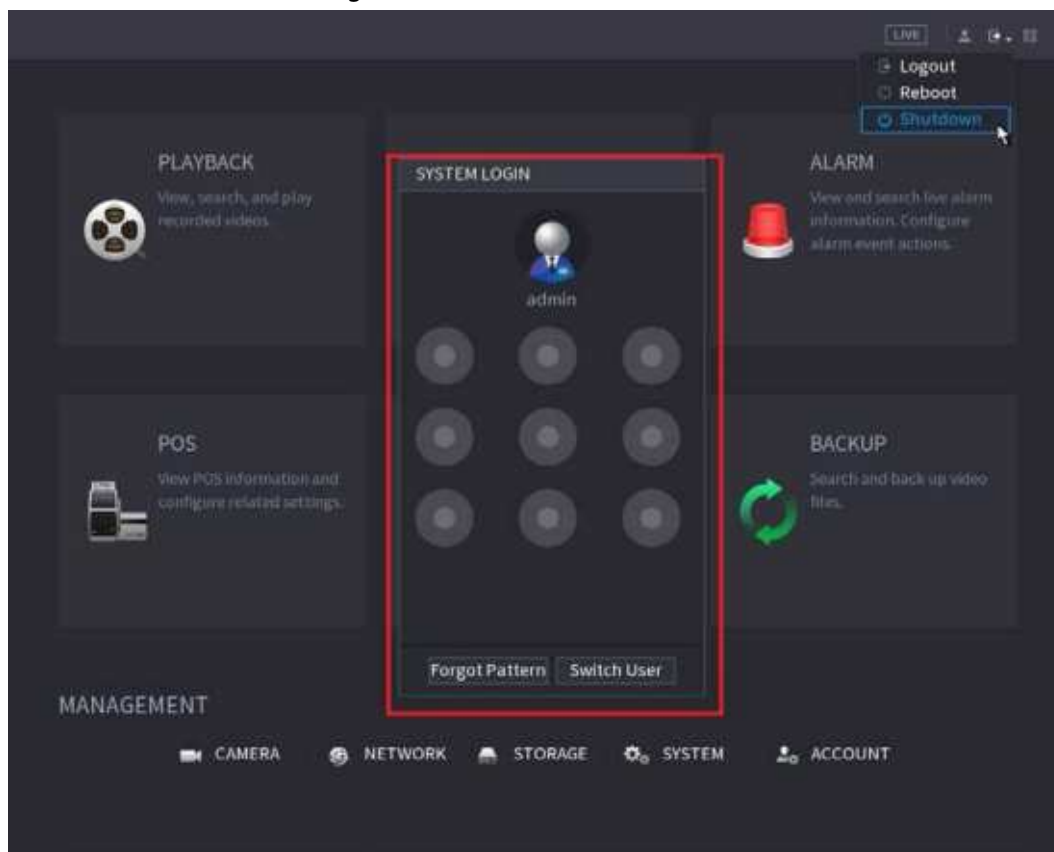 LIVE
Logout
Reboot
Shutdown
PLAYBACK
View, search, and play
recorded videos.
SYSTEM LOGIN
admin
Forgot Pattern
Switch User
ALARM
View and search live alarm
information. Configure
alarm event actions.
POS
View POS information and
configure related settings.
BACKUP
Search and back up video
files.
MANAGEMENT
CAMERA
NETWORK
STORAGE
SYSTEM
ACCOUNT